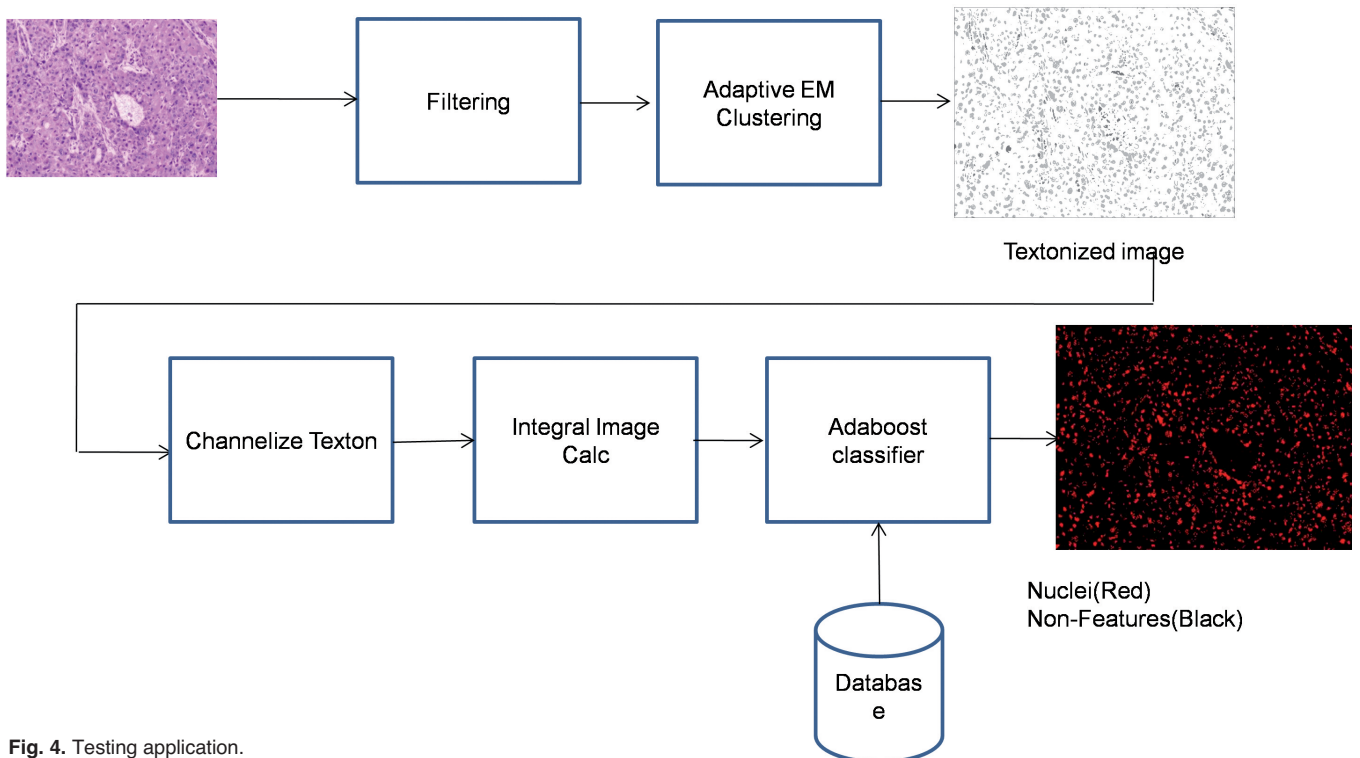 Filtering
Adaptive EM
Clustering
Textonized image
Channelize Texton
Integral Image
Calc
Adaboost
classifier
Nuclei(Red)
Non-Features(Black)
Databas
e
Fig. 4. Testing application.